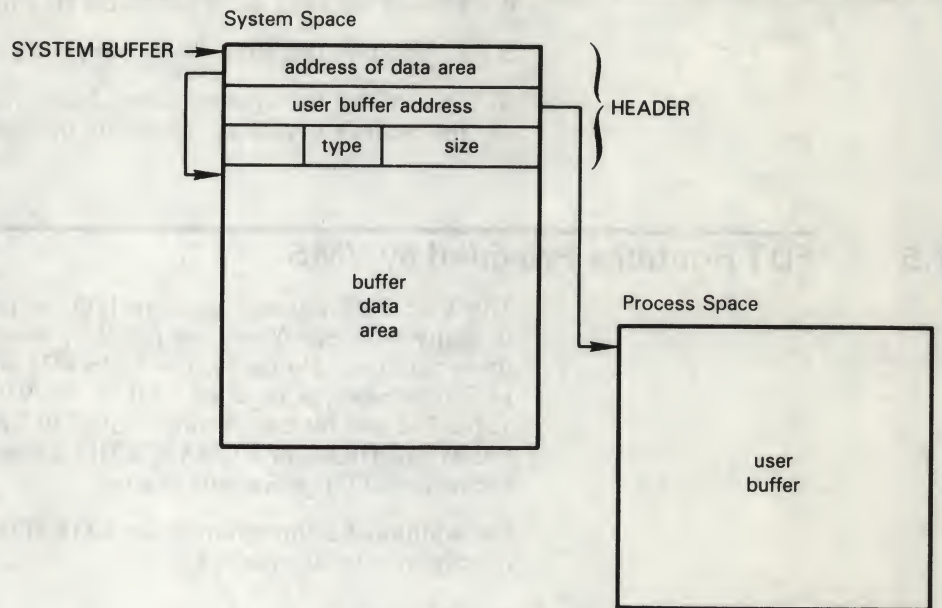 System Space
SYSTEM BUFFER
address of data area
user buffer address
HEADER
type
size
buffer
data
area
Process Space
user
buffer